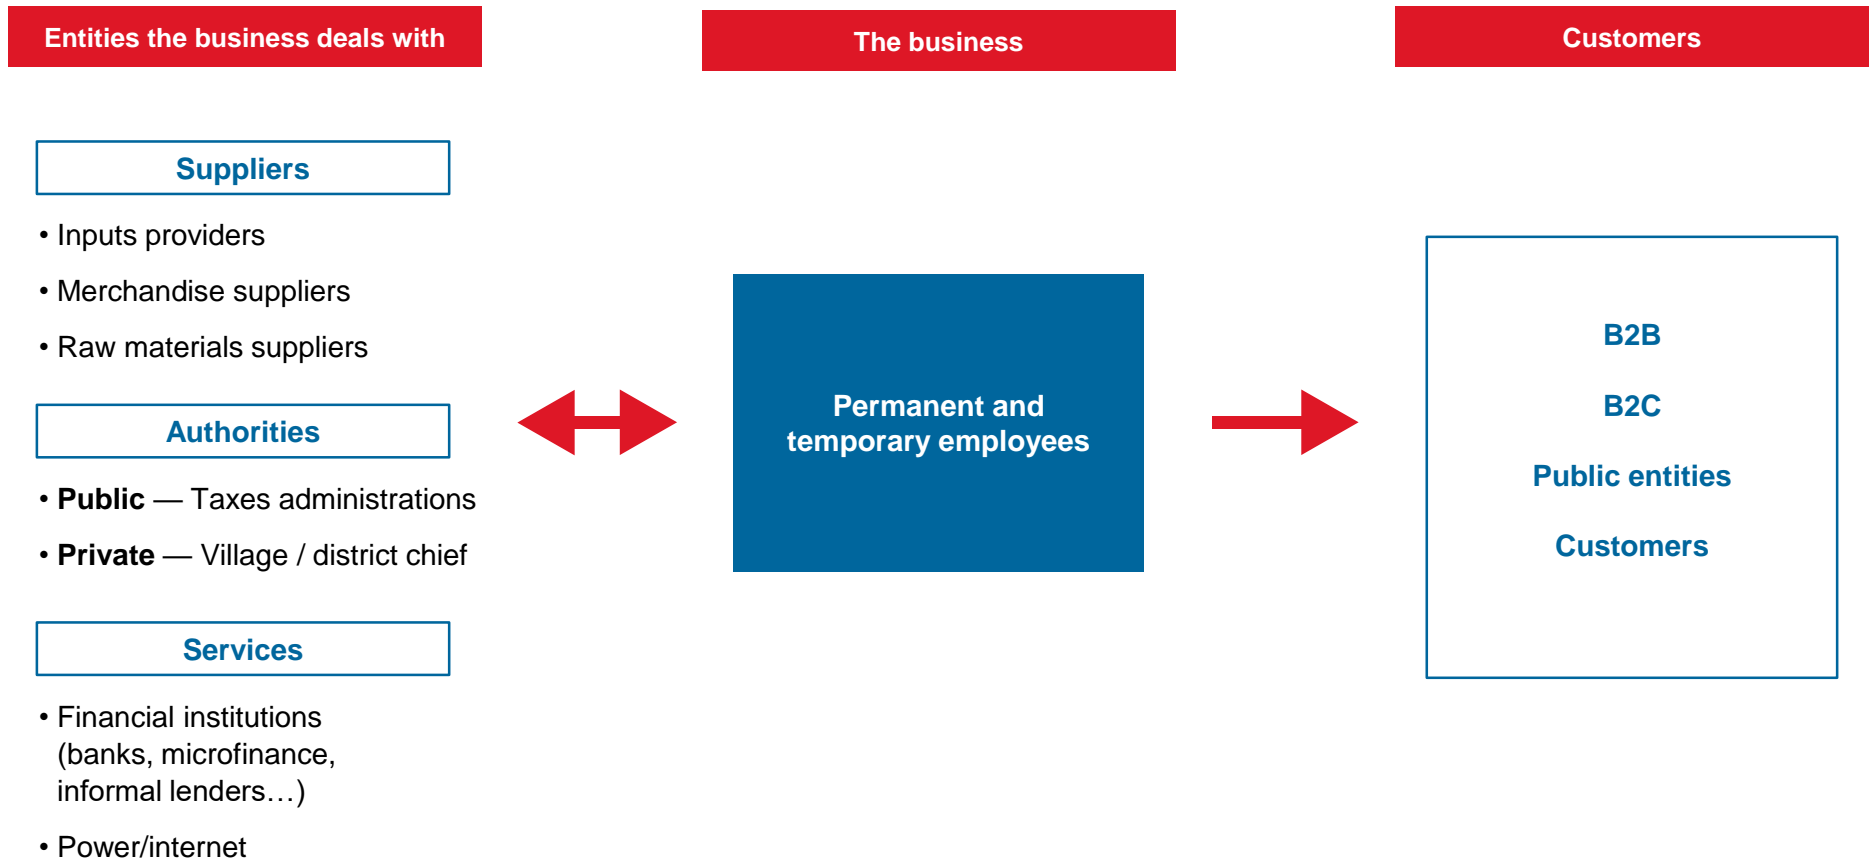 Entities the business deals with
The business
Customers
Suppliers
• Inputs providers
• Merchandise suppliers
• Raw materials suppliers
Authorities
• Public — Taxes administrations
• Private — Village / district chief
Services
• Financial institutions
(banks, microfinance,
informal lenders…)
• Power/internet
Permanent and
temporary employees
B2B
B2C
Public entities
Customers